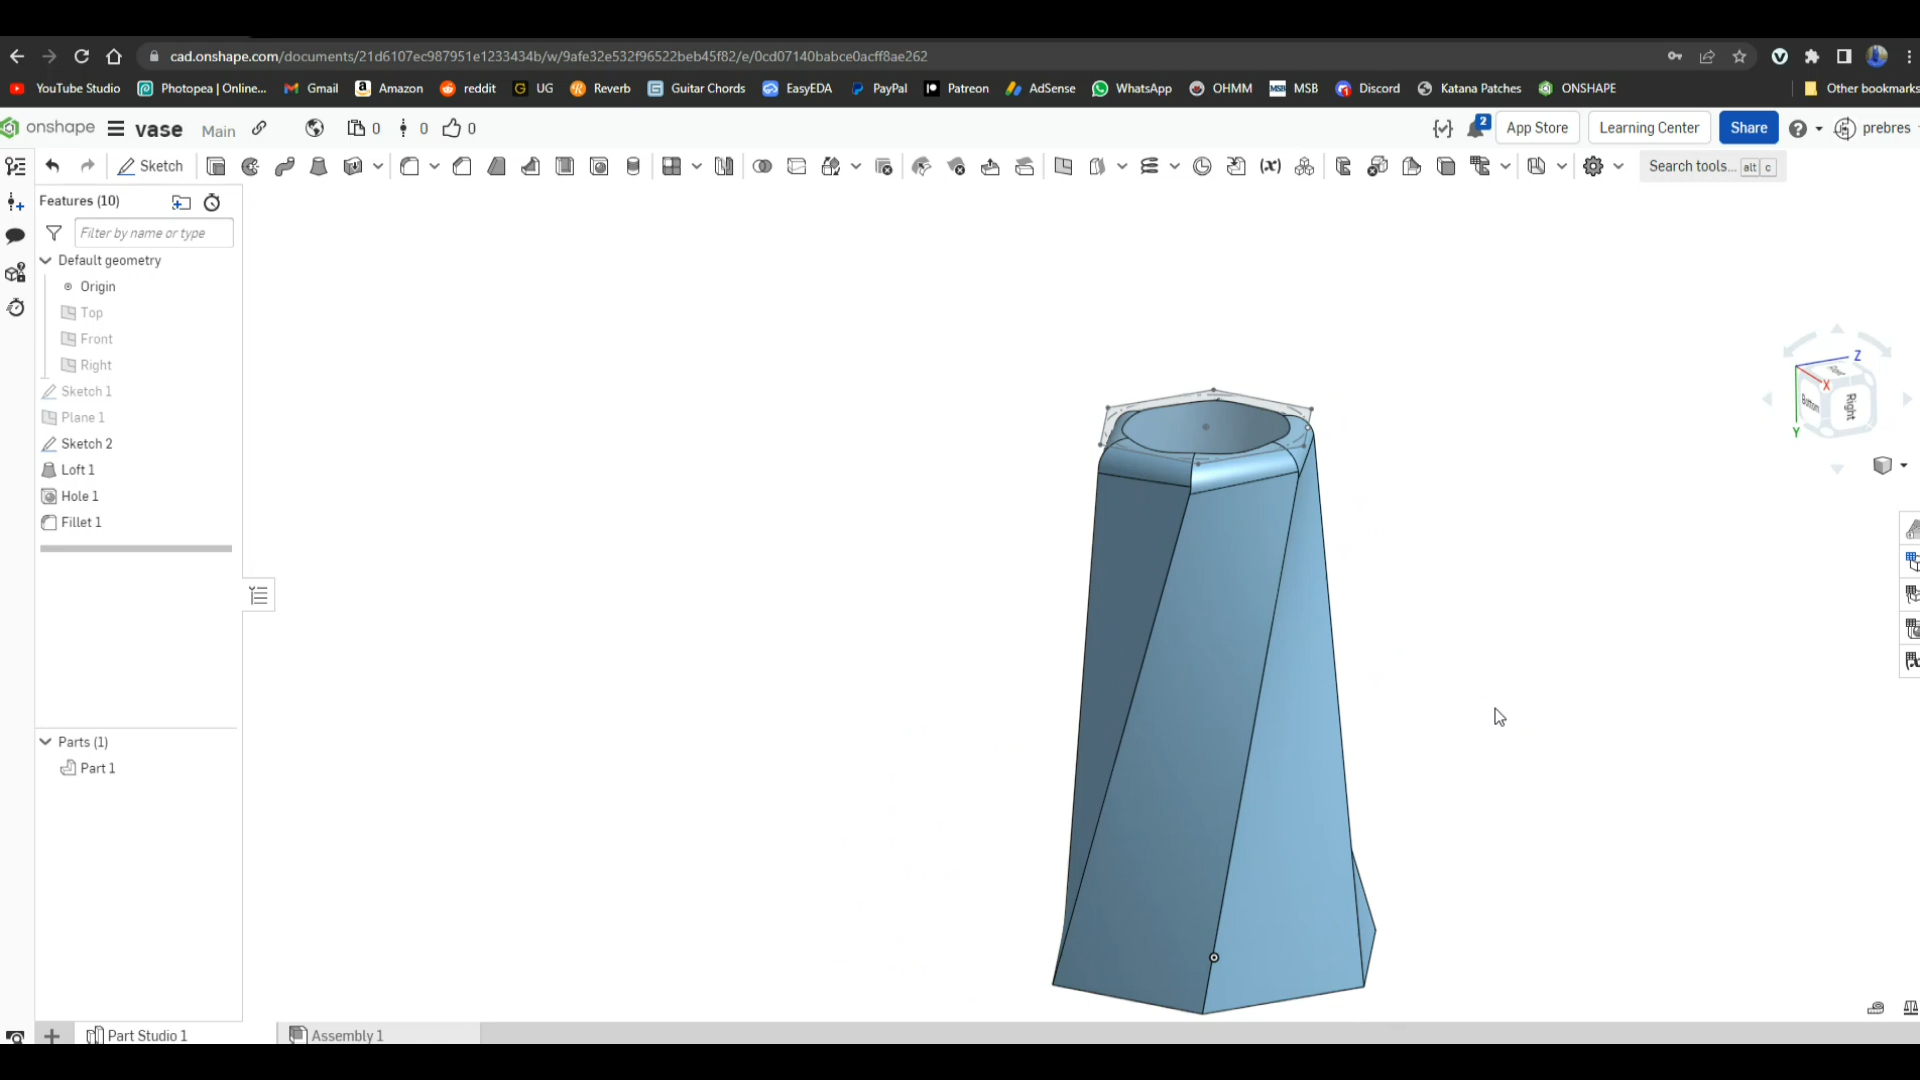 cad.onshape.com/documents/21d6107ec987951e1233434b/w/9afe32e532f96522beb45f82/e/0cd07140babce0acff8ae262
YouTube Studio Photopea | Online... Gmail Amazon reddit UG Reverb Guitar Chords EasyEDA PayPal Patreon AdSense WhatsApp OHMM MSB Discord Katana Patches ONSHAPE Other bookmarks
onshape vase Main 0 0 0 2 App Store Learning Center Share prebres
Sketch Search tools... alt c
Features (10)
Filter by name or type
Default geometry
Origin
Top
Front
Right
Sketch 1
Plane 1
Sketch 2
Loft 1
Hole 1
Fillet 1
Parts (1)
Part 1
Z
X
Bottom
Right
Y
Part Studio 1 Assembly 1